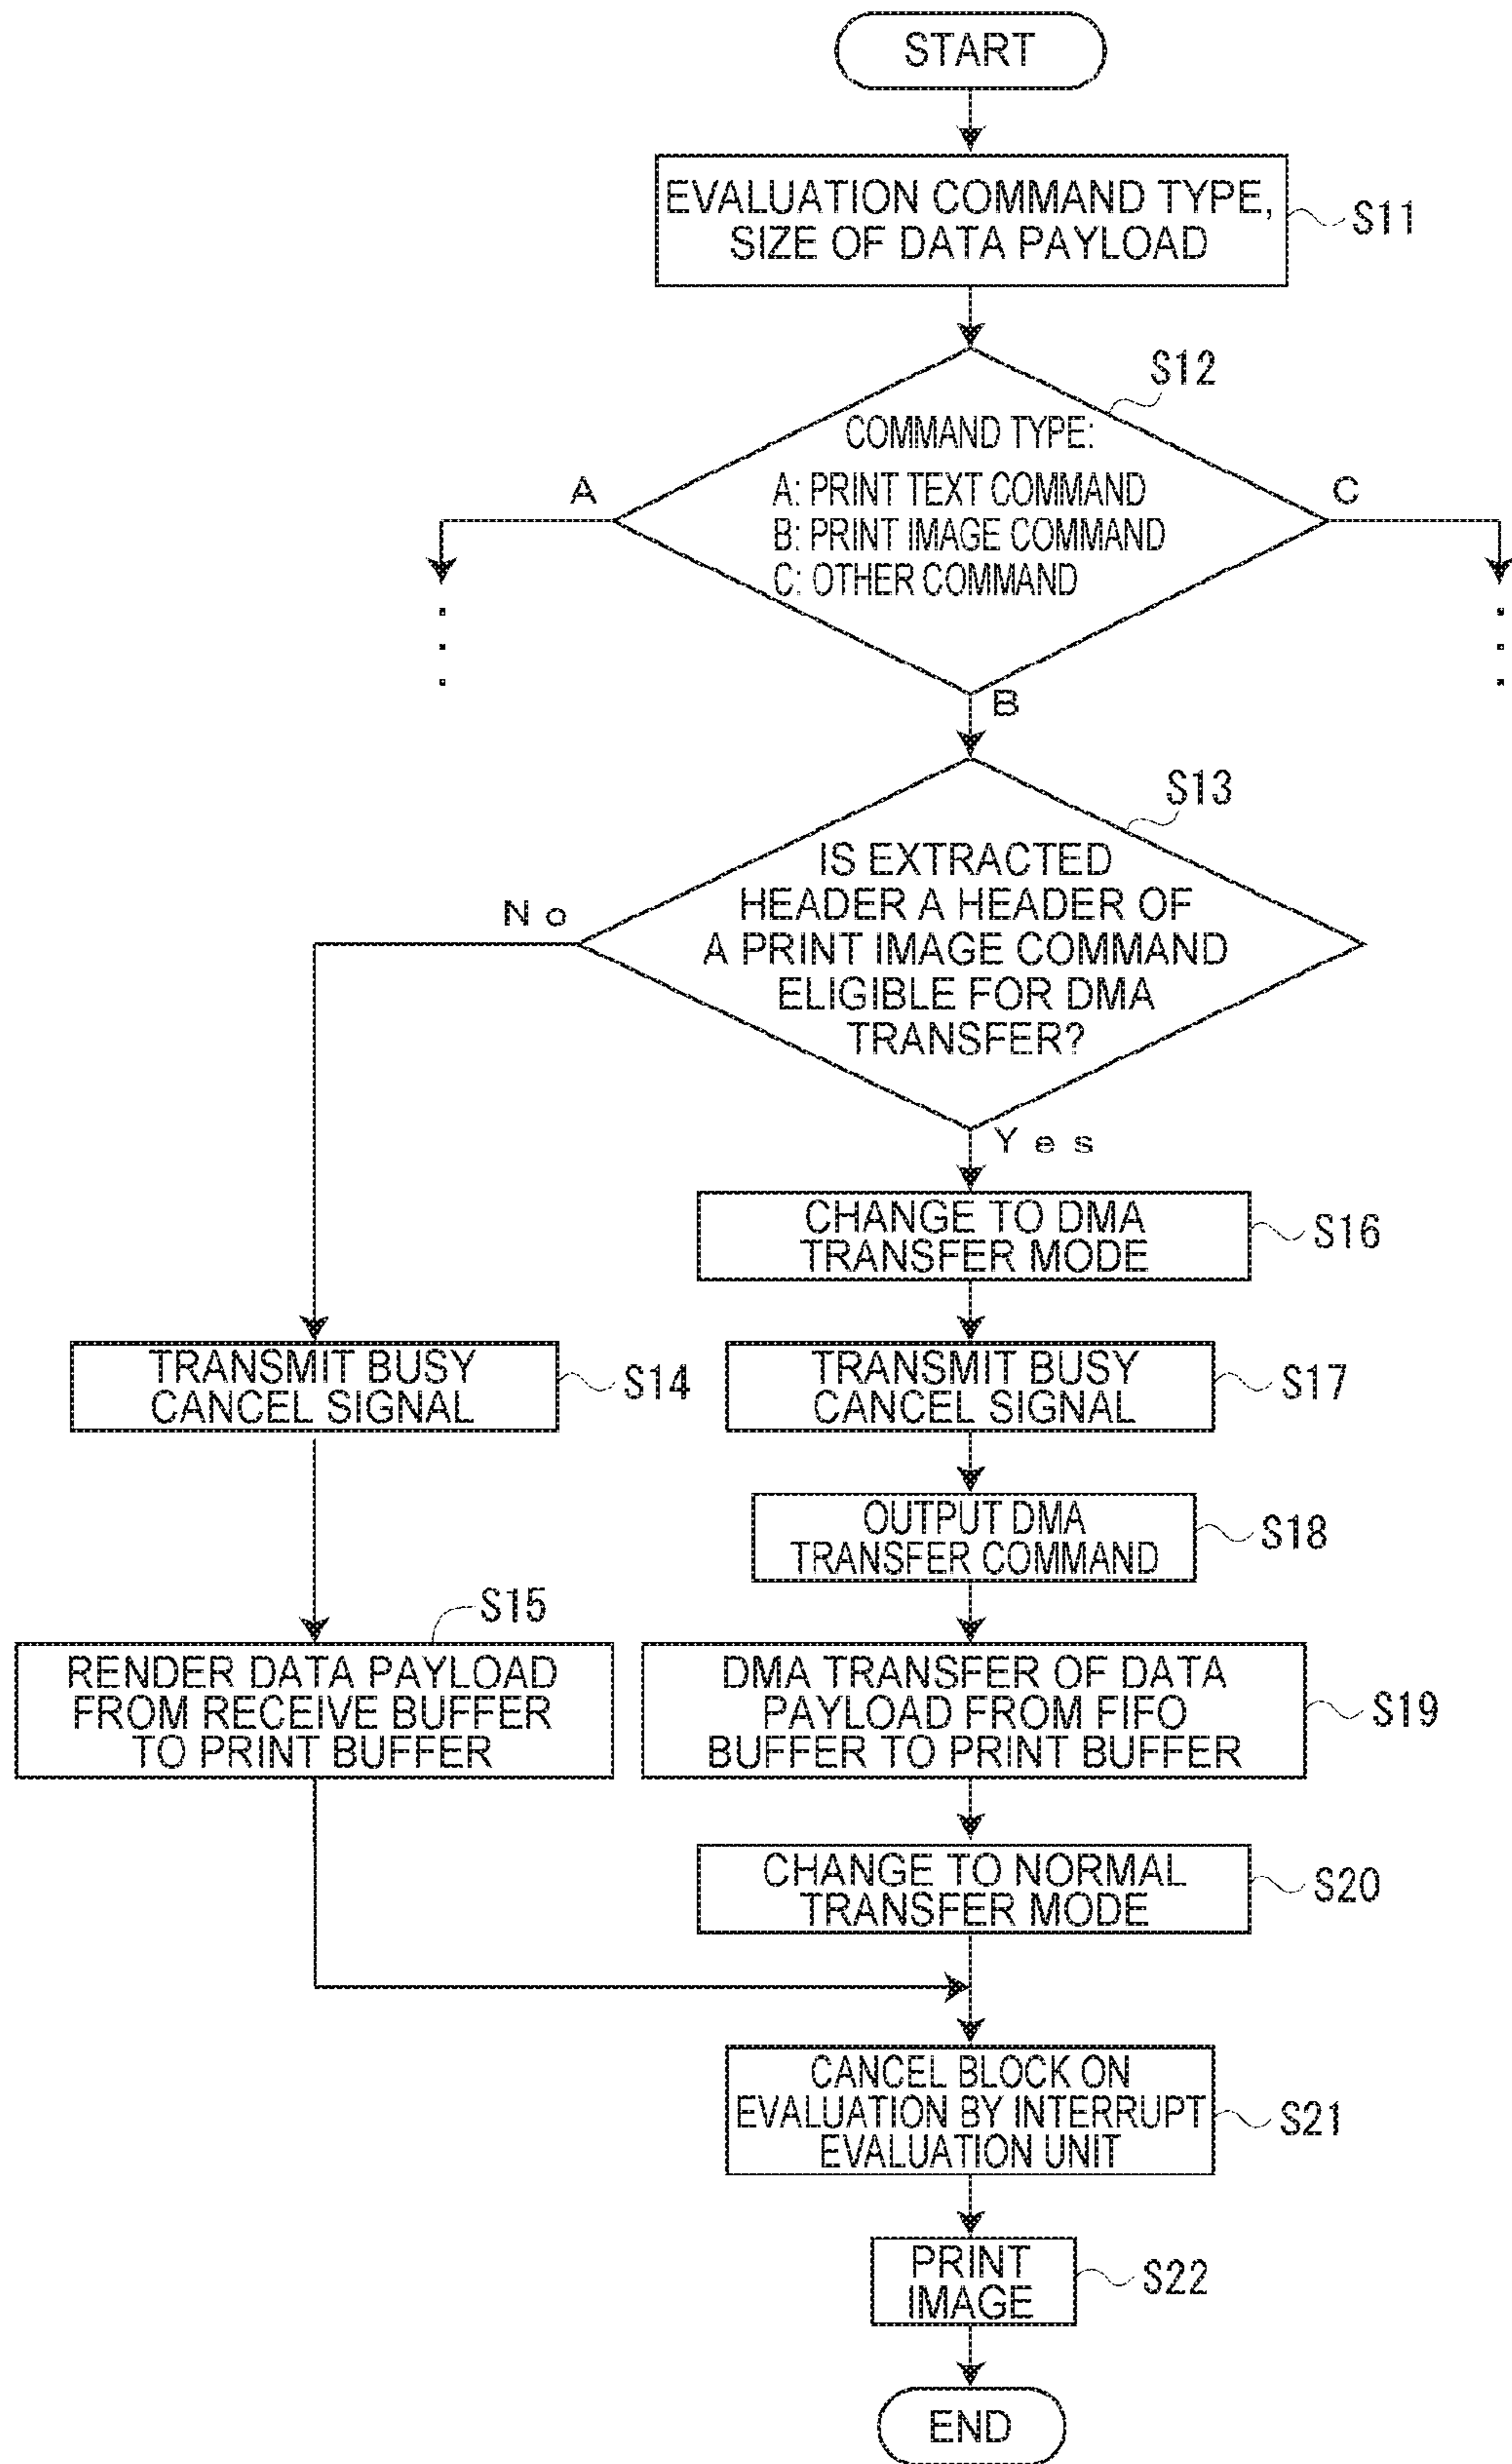 START
EVALUATION COMMAND TYPE,
SIZE OF DATA PAYLOAD
S11
S12
COMMAND TYPE:
A: PRINT TEXT COMMAND
B: PRINT IMAGE COMMAND
C: OTHER COMMAND
A
C
B
S13
IS EXTRACTED
HEADER A HEADER OF
A PRINT IMAGE COMMAND
ELIGIBLE FOR DMA
TRANSFER?
No
Yes
CHANGE TO DMA
TRANSFER MODE
S16
TRANSMIT BUSY
CANCEL SIGNAL
S14
TRANSMIT BUSY
CANCEL SIGNAL
S17
OUTPUT DMA
TRANSFER COMMAND
S18
S15
RENDER DATA PAYLOAD
FROM RECEIVE BUFFER
TO PRINT BUFFER
DMA TRANSFER OF DATA
PAYLOAD FROM FIFO
BUFFER TO PRINT BUFFER
S19
CHANGE TO NORMAL
TRANSFER MODE
S20
CANCEL BLOCK ON
EVALUATION BY INTERRUPT
EVALUATION UNIT
S21
PRINT
IMAGE
S22
END